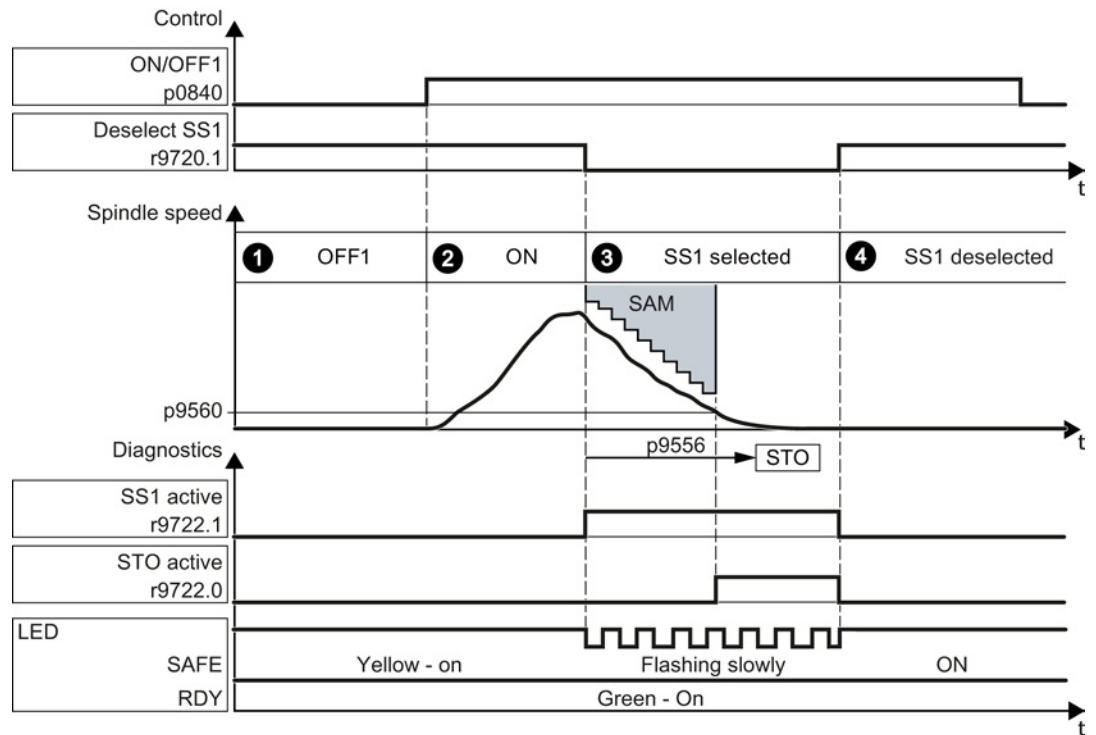 Control
ON/OFF1
p0840
Deselect SS1
r9720.1
t
Spindle speed
1 OFF1 2 ON 3 SS1 selected 4 SS1 deselected
SAM
p9560
t
Diagnostics
p9556
STO
SS1 active
r9722.1
STO active
r9722.0
LED
SAFE Yellow - on Flashing slowly ON
RDY Green - On
t